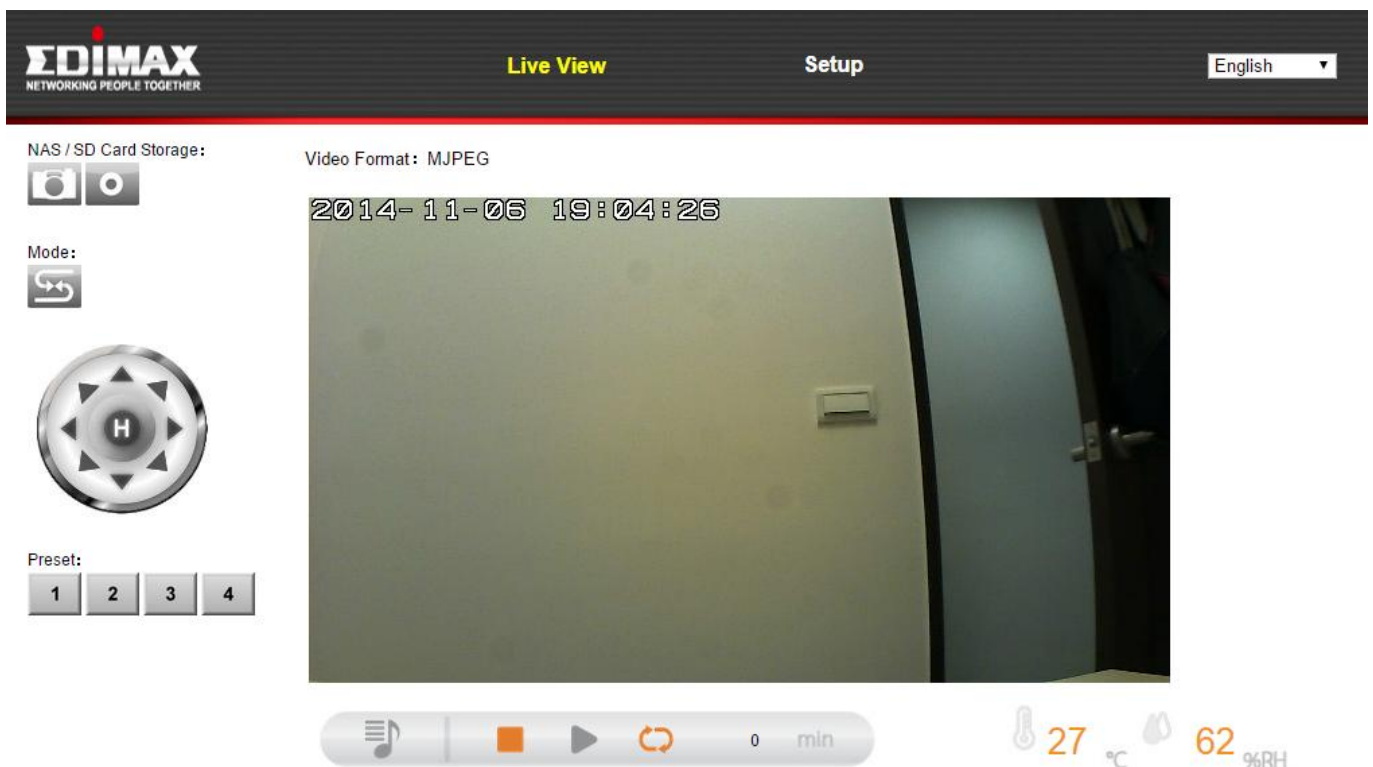 EDIMAX
NETWORKING PEOPLE TOGETHER
Live View
Setup
English
NAS / SD Card Storage:
Video Format: MJPEG
2014-11-06 19:04:26
Mode:
H
Preset:
1 2 3 4
0 min
27 °C
62 %RH